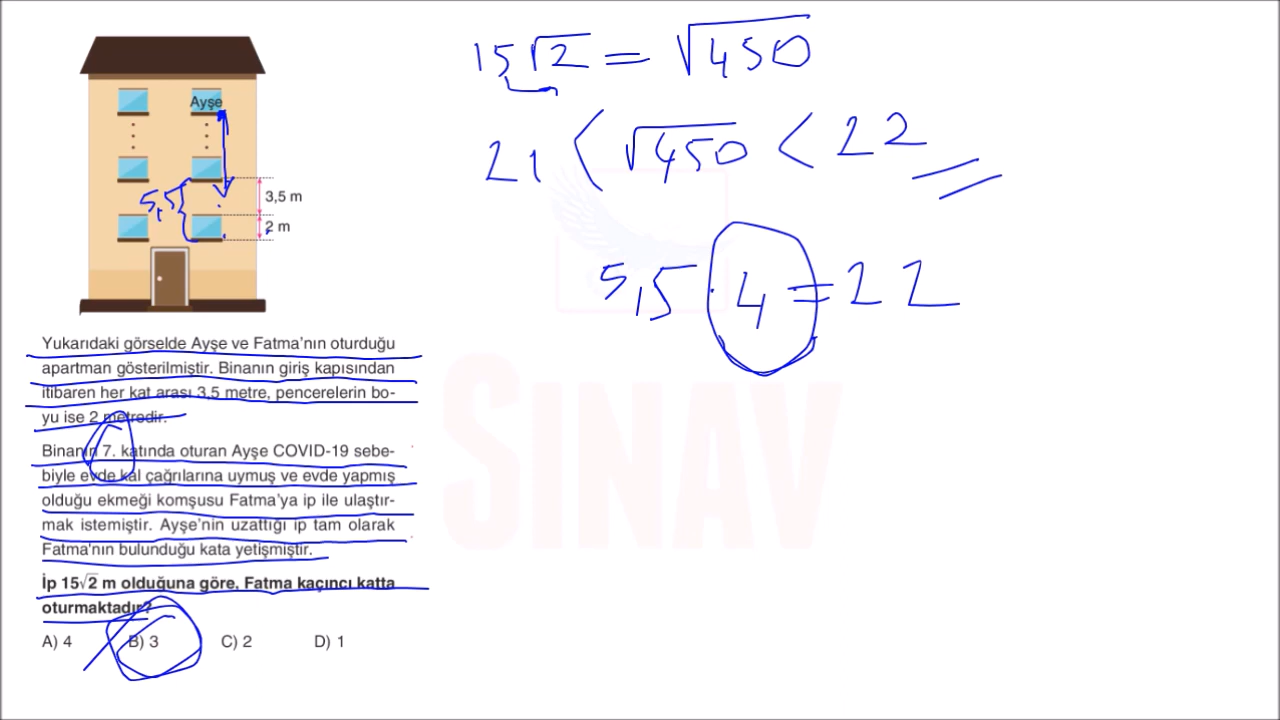 15√2 = √450
Ayşe
21 < √450 < 22
5,5
3,5 m
2 m
5,5 · 4 = 22
Yukarıdaki görselde Ayşe ve Fatma'nın oturduğu
apartman gösterilmiştir. Binanın giriş kapısından
itibaren her kat arası 3,5 metre, pencerelerin bo-
yu ise 2 metredir.
Binanın 7. katında oturan Ayşe COVID-19 sebe-
biyle evde kal çağrılarına uymuş ve evde yapmış
olduğu ekmeği komşusu Fatma'ya ip ile ulaştır-
mak istemiştir. Ayşe'nin uzattığı ip tam olarak
Fatma'nın bulunduğu kata yetişmiştir.
İp 15√2 m olduğuna göre, Fatma kaçıncı katta
oturmaktadır?
A) 4 B) 3 C) 2 D) 1
SINAV